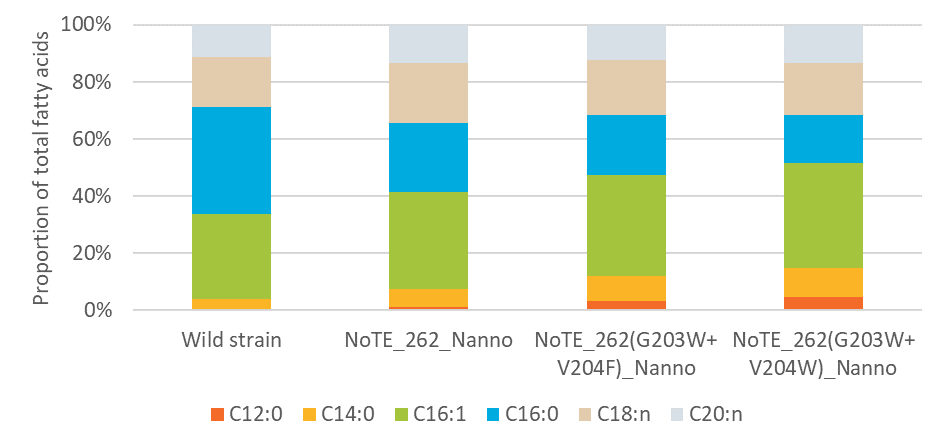 Proportion of total fatty acids
100%
80%
60%
40%
20%
0%
Wild strain
NoTE_262_Nanno
NoTE_262(G203W+
V204F)_Nanno
NoTE_262(G203W+
V204W)_Nanno
C12:0 C14:0 C16:1 C16:0 C18:n C20:n